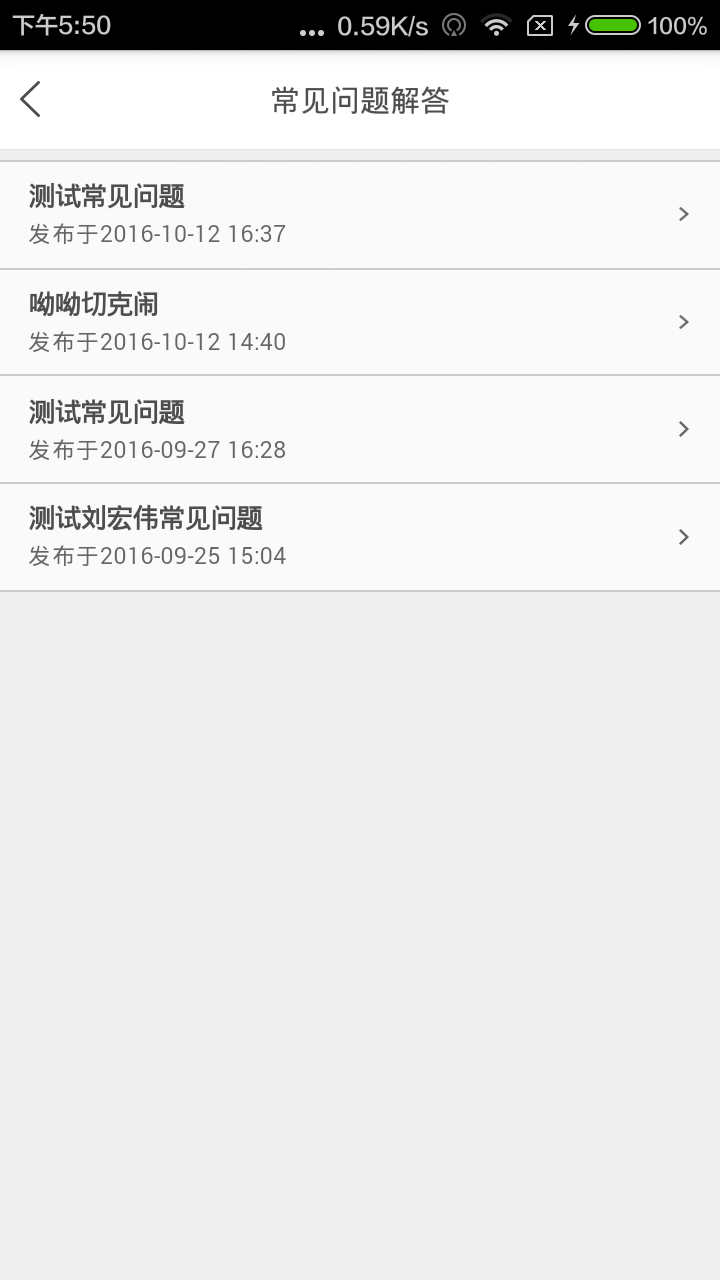 下午5:50 ... 0.59K/s 100%
常见问题解答
测试常见问题
发布于2016-10-12 16:37
呦呦切克闹
发布于2016-10-12 14:40
测试常见问题
发布于2016-09-27 16:28
测试刘宏伟常见问题
发布于2016-09-25 15:04